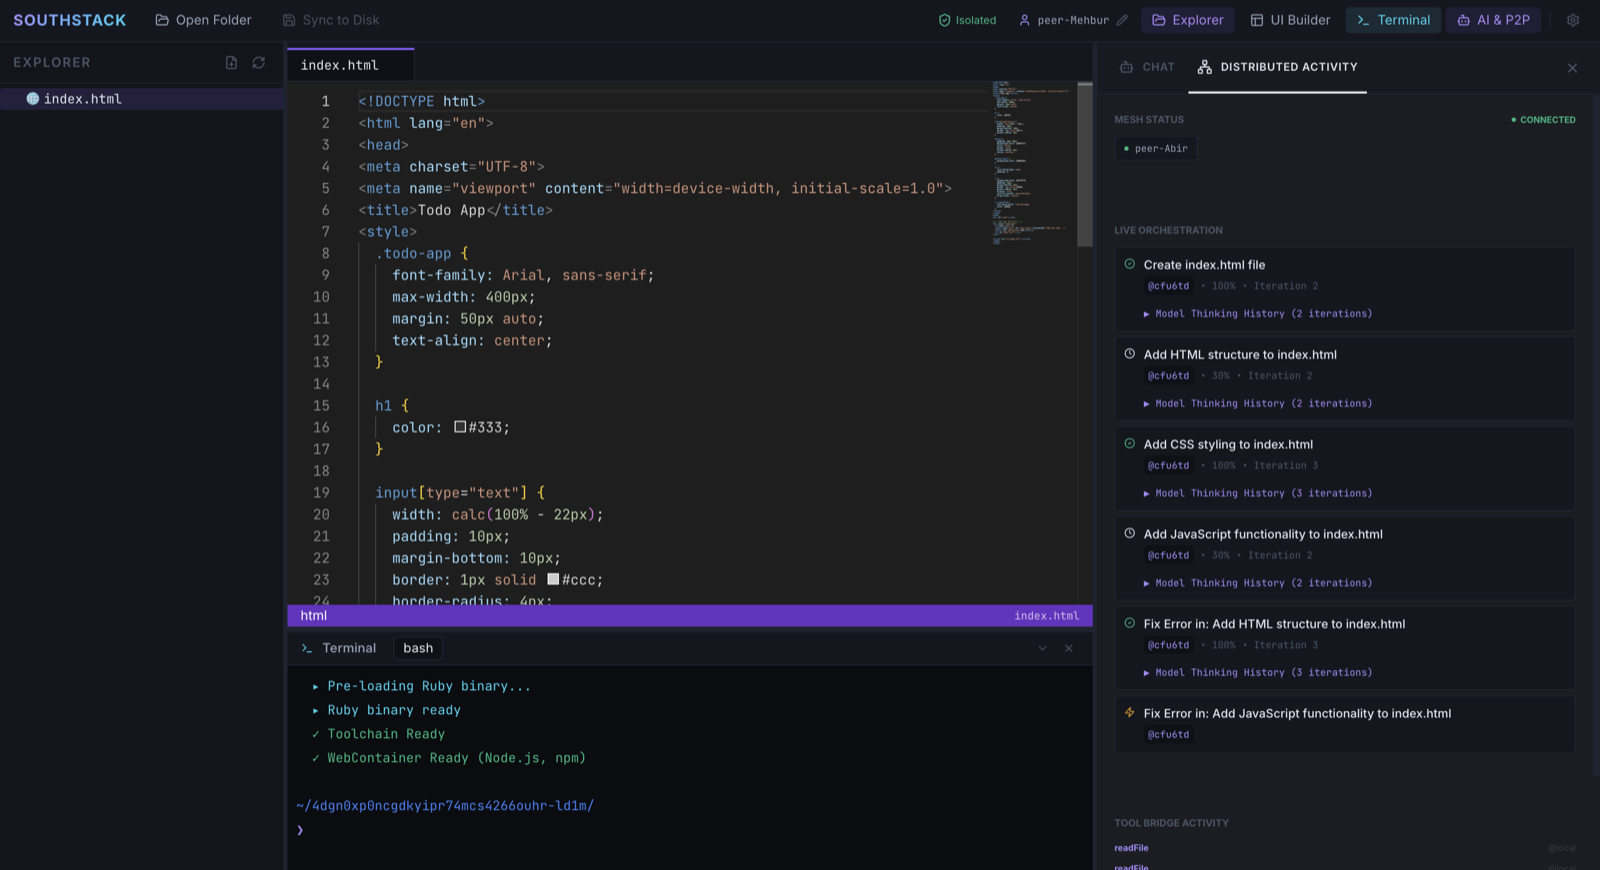 SOUTHSTACK Open Folder Sync to Disk Isolated peer-Mehbur Explorer UI Builder Terminal AI & P2P
EXPLORER
index.html
index.html
1 <!DOCTYPE html>
2 <html lang="en">
3 <head>
4 <meta charset="UTF-8">
5 <meta name="viewport" content="width=device-width, initial-scale=1.0">
6 <title>Todo App</title>
7 <style>
8 .todo-app {
9 font-family: Arial, sans-serif;
10 max-width: 400px;
11 margin: 50px auto;
12 text-align: center;
13 }
14
15 h1 {
16 color: #333;
17 }
18
19 input[type="text"] {
20 width: calc(100% - 22px);
21 padding: 10px;
22 margin-bottom: 10px;
23 border: 1px solid #ccc;
24 border-radius: 4px;
html index.html
Terminal bash
▸ Pre-loading Ruby binary...
▸ Ruby binary ready
✓ Toolchain Ready
✓ WebContainer Ready (Node.js, npm)
~/4dgn0xp0ncgdkyipr74mcs4266ouhr-ld1m/
❯
CHAT DISTRIBUTED ACTIVITY
MESH STATUS • CONNECTED
• peer-Abir
LIVE ORCHESTRATION
Create index.html file
@cfu6td • 100% • Iteration 2
▶ Model Thinking History (2 iterations)
Add HTML structure to index.html
@cfu6td • 30% • Iteration 2
▶ Model Thinking History (2 iterations)
Add CSS styling to index.html
@cfu6td • 100% • Iteration 3
▶ Model Thinking History (3 iterations)
Add JavaScript functionality to index.html
@cfu6td • 30% • Iteration 2
▶ Model Thinking History (2 iterations)
Fix Error in: Add HTML structure to index.html
@cfu6td • 100% • Iteration 3
▶ Model Thinking History (3 iterations)
Fix Error in: Add JavaScript functionality to index.html
@cfu6td
TOOL BRIDGE ACTIVITY
readFile @local
readFile @local